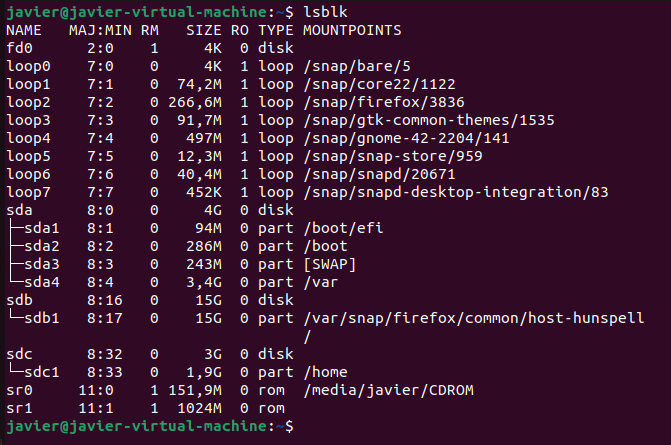 javier@javier-virtual-machine:~$ lsblk
NAME   MAJ:MIN RM   SIZE RO TYPE MOUNTPOINTS
fd0      2:0    1     4K  0 disk
loop0    7:0    0     4K  1 loop /snap/bare/5
loop1    7:1    0  74,2M  1 loop /snap/core22/1122
loop2    7:2    0 266,6M  1 loop /snap/firefox/3836
loop3    7:3    0  91,7M  1 loop /snap/gtk-common-themes/1535
loop4    7:4    0   497M  1 loop /snap/gnome-42-2204/141
loop5    7:5    0  12,3M  1 loop /snap/snap-store/959
loop6    7:6    0  40,4M  1 loop /snap/snapd/20671
loop7    7:7    0   452K  1 loop /snap/snapd-desktop-integration/83
sda      8:0    0     4G  0 disk
├─sda1   8:1    0    94M  0 part /boot/efi
├─sda2   8:2    0   286M  0 part /boot
├─sda3   8:3    0   243M  0 part [SWAP]
└─sda4   8:4    0   3,4G  0 part /var
sdb      8:16   0    15G  0 disk
└─sdb1   8:17   0    15G  0 part /var/snap/firefox/common/host-hunspell
                                 /
sdc      8:32   0     3G  0 disk
└─sdc1   8:33   0   1,9G  0 part /home
sr0     11:0    1 151,9M  0 rom  /media/javier/CDROM
sr1     11:1    1  1024M  0 rom
javier@javier-virtual-machine:~$